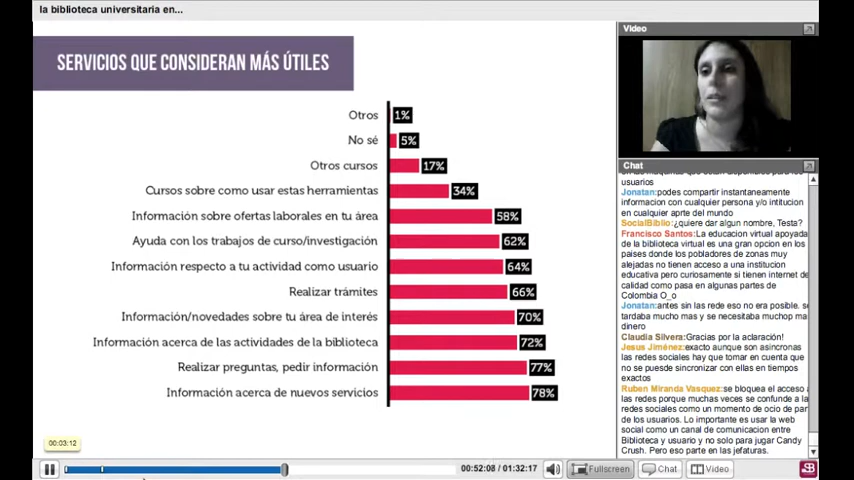 la biblioteca universitaria en...
SERVICIOS QUE CONSIDERAN MÁS ÚTILES
Otros 1%
No sé 5%
Otros cursos 17%
Cursos sobre como usar estas herramientas 34%
Información sobre ofertas laborales en tu área 58%
Ayuda con los trabajos de curso/investigación 62%
Información respecto a tu actividad como usuario 64%
Realizar trámites 66%
Información/novedades sobre tu área de interés 70%
Información acerca de las actividades de la biblioteca 72%
Realizar preguntas, pedir información 77%
Información acerca de nuevos servicios 78%
00:03:12
52:08 / 01:32:17
Fullscreen
Chat
Video
SB
Video
Chat
usuarios
Jonatan:podes compartir instantaneamente
informacion con cualquier persona y/o intitucion
en cualquier aprte del mundo
SocialBiblio:¿quiere dar algun nombre, Testa?
Francisco Santos:La educacion virtual apoyada
de la biblioteca virtual es una gran opcion en los
paises donde los pobladores de zonas muy
alejadas no tienen acceso a una institucion
educativa pero curiosamente si tienen internet de
calidad como pasa en algunas partes de
Colombia O_o
Jonatan:antes sin las rede eso no era posible. se
tardaba mucho mas y se necesitaba muchop mas
dinero
Claudia Silvera:Gracias por la aclaración!
Jesus Jiménez:exacto aunque son asíncronas
las redes sociales hay que tomar en cuenta que
no se puede sincronizar con ellas en tiempos
exactos
Ruben Miranda Vasquez:se bloquea el acceso a
las redes porque muchas veces se confunde a la
redes sociales como un momento de ocio de par
de los usuarios. Lo importante es usar la web
social como un canal de comunicacion entre
Biblioteca y usuario y no solo para jugar Candy
Crush. Pero eso parte en las jefaturas.